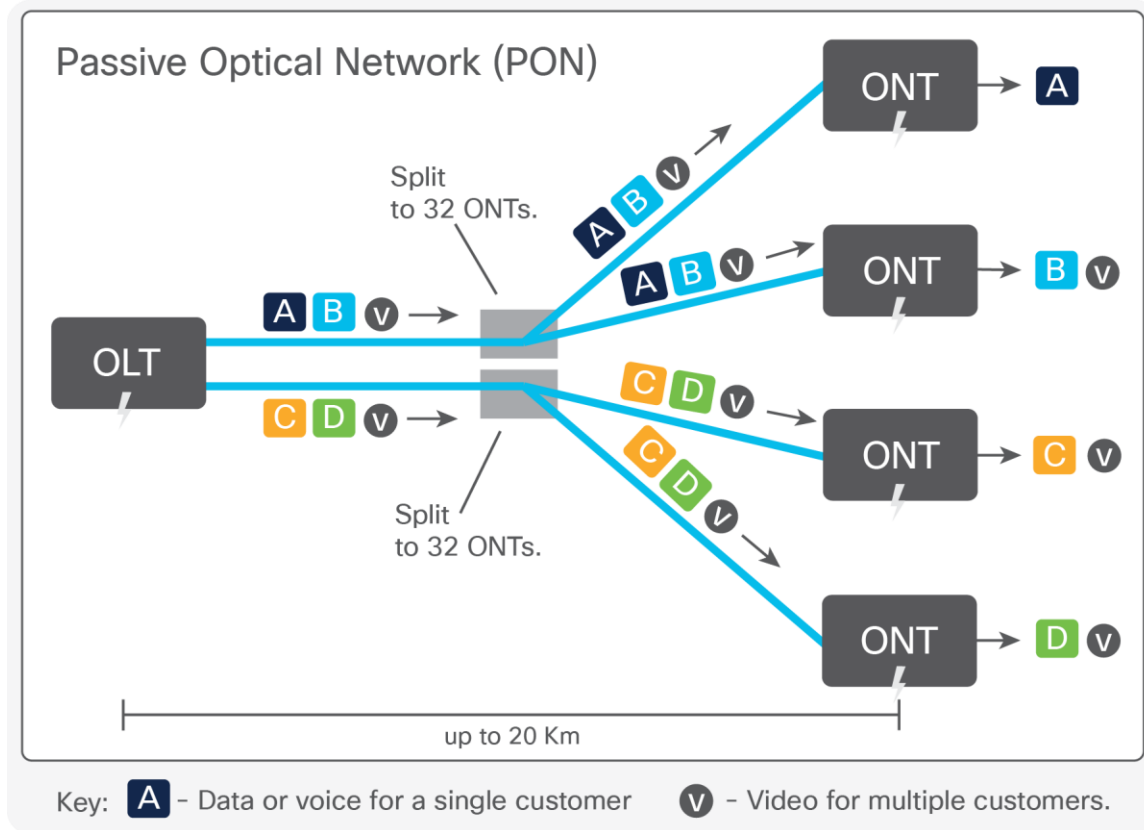 Passive Optical Network (PON)
ONT
A
Split
to 32 ONTs.
A B v
A B v
ONT
B v
A B v
OLT
C D v
C D v
ONT
C v
C D v
Split
to 32 ONTs.
ONT
D v
up to 20 Km
Key: A - Data or voice for a single customer v - Video for multiple customers.